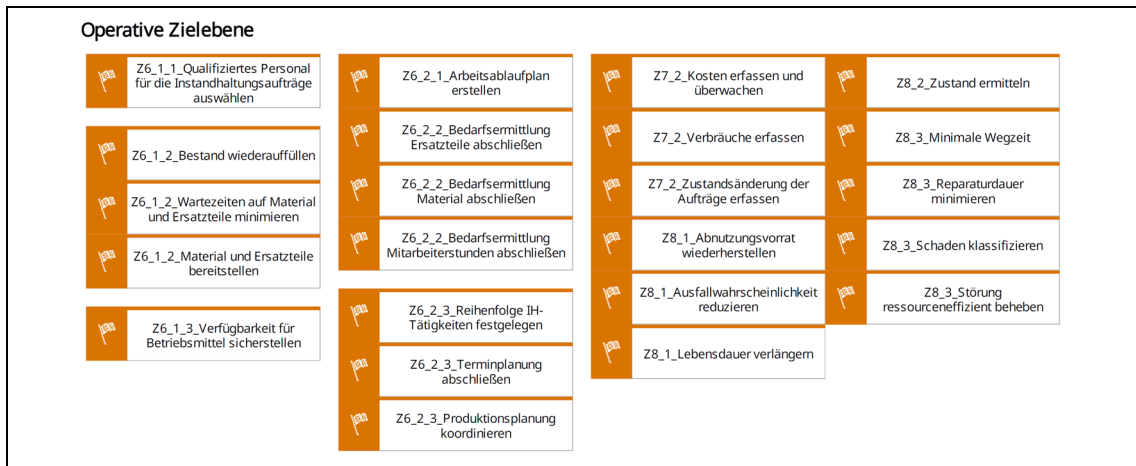 Operative Zielebene
Z6_1_1_Qualifiziertes Personal
für die Instandhaltungsaufträge
auswählen
Z6_1_2_Bestand wiederauffüllen
Z6_1_2_Wartezeiten auf Material
und Ersatzteile minimieren
Z6_1_2_Material und Ersatzteile
bereitstellen
Z6_1_3_Verfügbarkeit für
Betriebsmittel sicherstellen
Z6_2_1_Arbeitsablaufplan
erstellen
Z6_2_2_Bedarfsermittlung
Ersatzteile abschließen
Z6_2_2_Bedarfsermittlung
Material abschließen
Z6_2_2_Bedarfsermittlung
Mitarbeiterstunden abschließen
Z6_2_3_Reihenfolge IH-
Tätigkeiten festgelegen
Z6_2_3_Terminplanung
abschließen
Z6_2_3_Produktionsplanung
koordinieren
Z7_2_Kosten erfassen und
überwachen
Z7_2_Verbräuche erfassen
Z7_2_Zustandsänderung der
Aufträge erfassen
Z8_1_Abnutzungsvorrat
wiederherstellen
Z8_1_Ausfallwahrscheinlichkeit
reduzieren
Z8_1_Lebensdauer verlängern
Z8_2_Zustand ermitteln
Z8_3_Minimale Wegzeit
Z8_3_Reparaturdauer
minimieren
Z8_3_Schaden klassifizieren
Z8_3_Störung
ressourceneffizient beheben